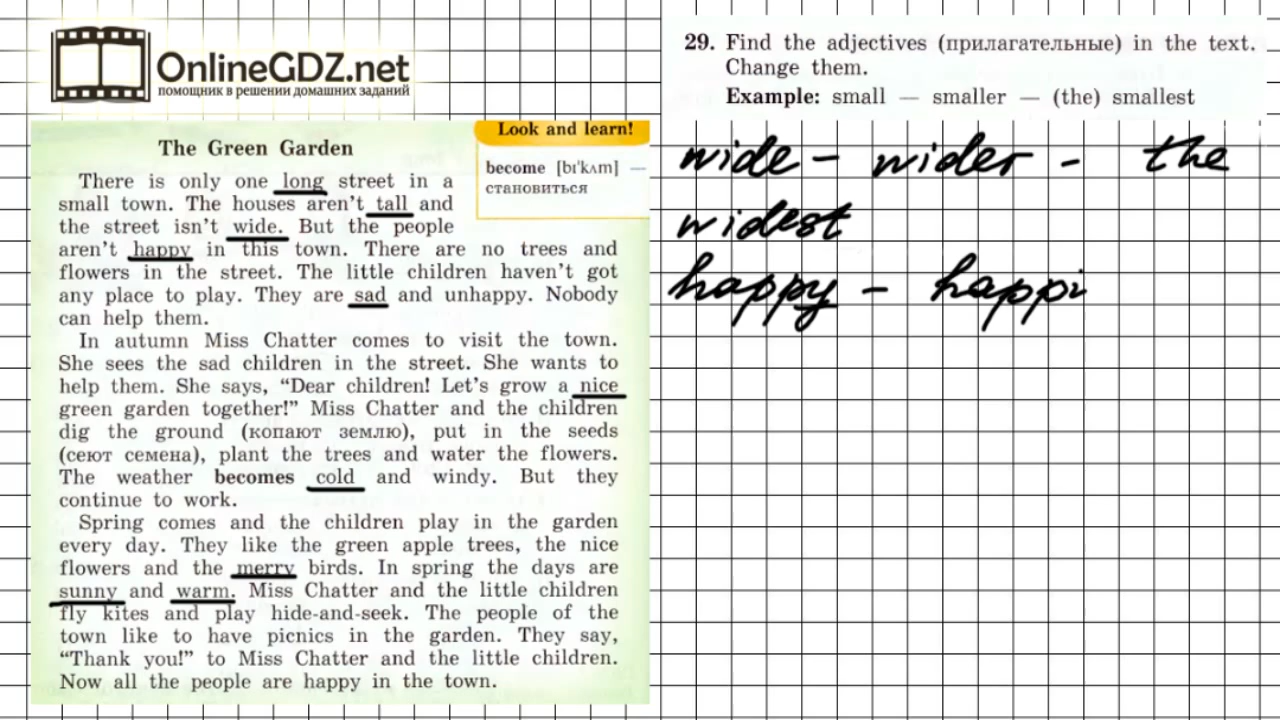 OnlineGDZ.net
помощник в решении домашних заданий
The Green Garden
Look and learn!
become [bɪ'kʌm] —
становиться
There is only one long street in a
small town. The houses aren't tall and
the street isn't wide. But the people
aren't happy in this town. There are no trees and
flowers in the street. The little children haven't got
any place to play. They are sad and unhappy. Nobody
can help them.
In autumn Miss Chatter comes to visit the town.
She sees the sad children in the street. She wants to
help them. She says, “Dear children! Let's grow a nice
green garden together!” Miss Chatter and the children
dig the ground (копают землю), put in the seeds
(сеют семена), plant the trees and water the flowers.
The weather becomes cold and windy. But they
continue to work.
Spring comes and the children play in the garden
every day. They like the green apple trees, the nice
flowers and the merry birds. In spring the days are
sunny and warm. Miss Chatter and the little children
fly kites and play hide-and-seek. The people of the
town like to have picnics in the garden. They say,
“Thank you!” to Miss Chatter and the little children.
Now all the people are happy in the town.
29. Find the adjectives (прилагательные) in the text.
Change them.
Example: small — smaller — (the) smallest
wide – wider - the
widest
happy – happi